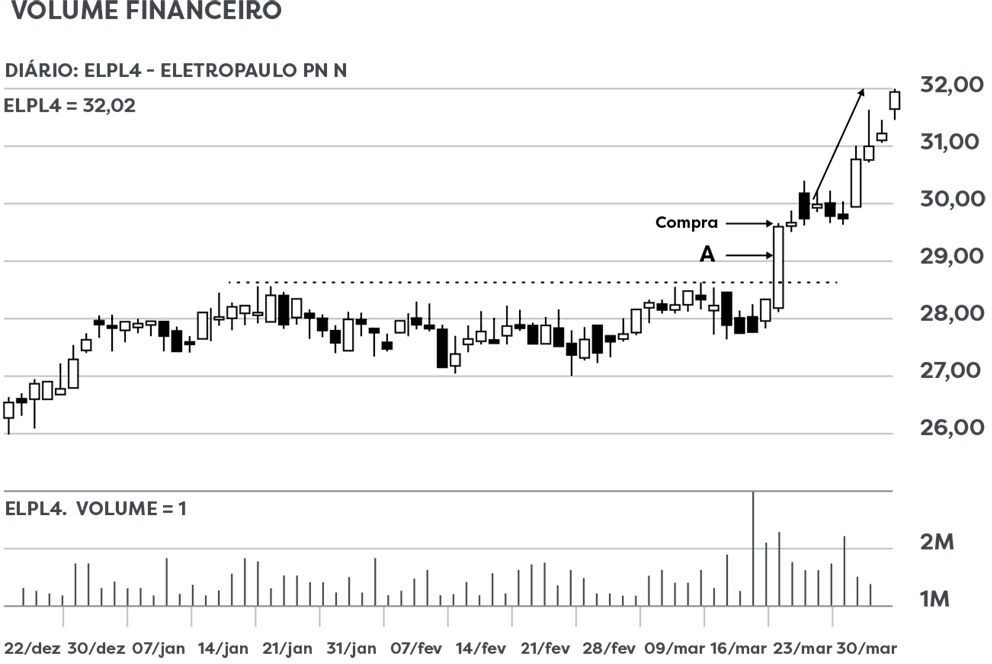 VOLUME FINANCEIRO
DIÁRIO: ELPL4 - ELETROPAULO PN N
ELPL4 = 32,02
32,00
31,00
30,00
Compra
A
29,00
28,00
27,00
26,00
ELPL4. VOLUME = 1
2M
1M
22/dez 30/dez 07/jan 14/jan 21/jan 31/jan 07/fev 14/fev 21/fev 28/fev 09/mar 16/mar 23/mar 30/mar